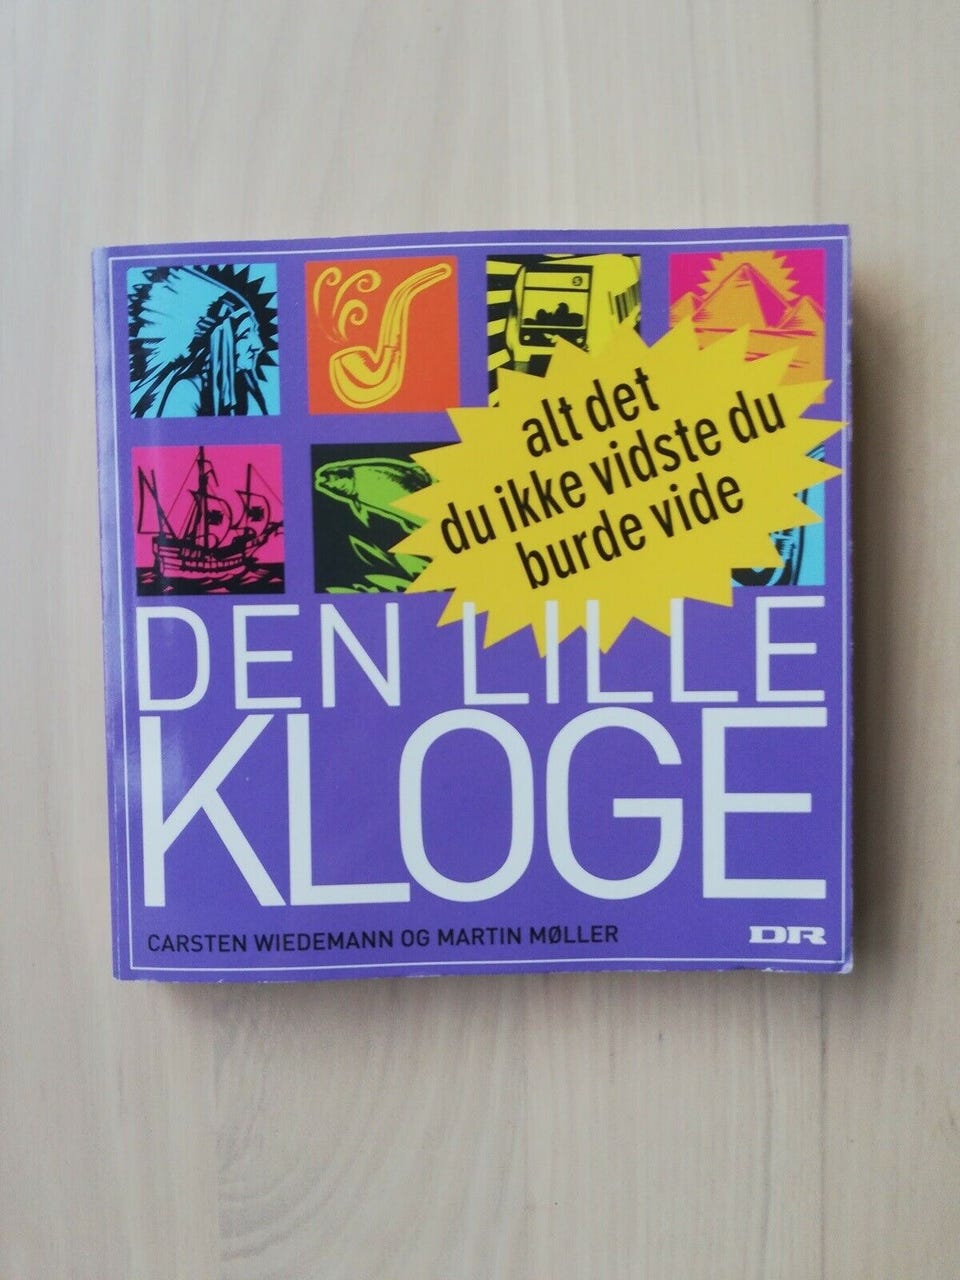 alt det
du ikke vidste du
burde vide
DEN LILLE
KLOGE
CARSTEN WIEDEMANN OG MARTIN MØLLER
DR